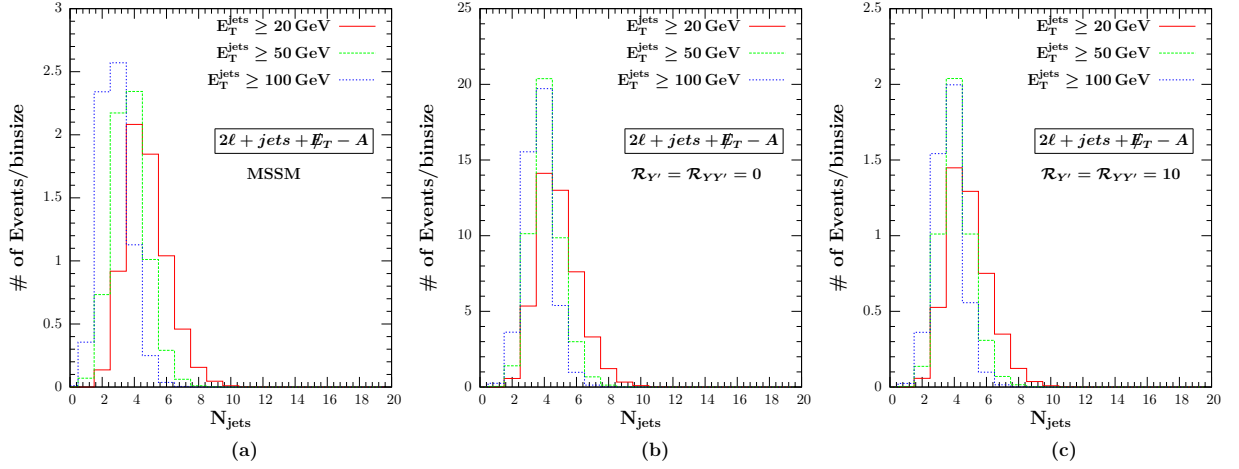 # of Events/binsize
3
2.5
2
1.5
1
0.5
0
E_T^jets ≥ 20 GeV
E_T^jets ≥ 50 GeV
E_T^jets ≥ 100 GeV
2ℓ + jets + E̸_T − A
MSSM
0 2 4 6 8 10 12 14 16 18 20
N_jets
(a)
# of Events/binsize
25
20
15
10
5
0
E_T^jets ≥ 20 GeV
E_T^jets ≥ 50 GeV
E_T^jets ≥ 100 GeV
2ℓ + jets + E̸_T − A
ℛ_Y′ = ℛ_YY′ = 0
0 2 4 6 8 10 12 14 16 18 20
N_jets
(b)
# of Events/binsize
2.5
2
1.5
1
0.5
0
E_T^jets ≥ 20 GeV
E_T^jets ≥ 50 GeV
E_T^jets ≥ 100 GeV
2ℓ + jets + E̸_T − A
ℛ_Y′ = ℛ_YY′ = 10
0 2 4 6 8 10 12 14 16 18 20
N_jets
(c)